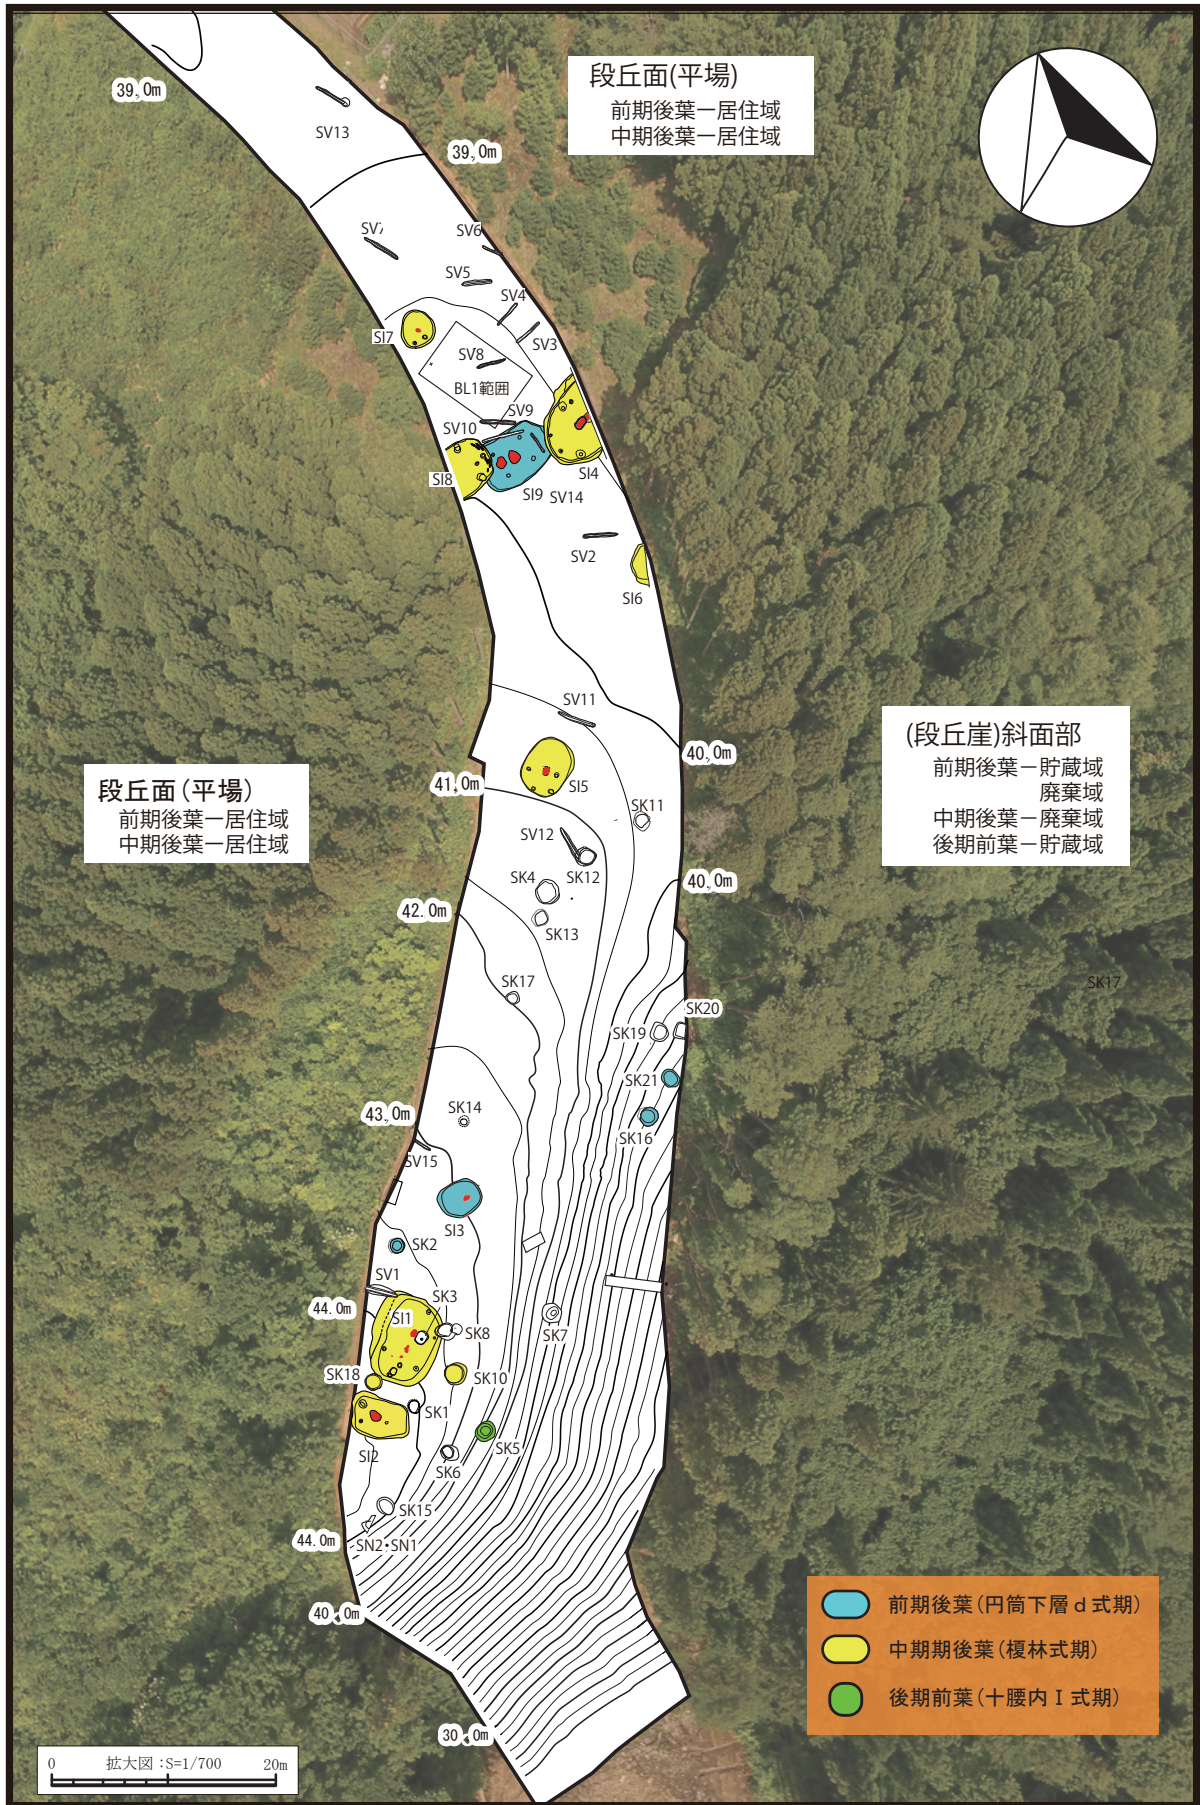 段丘面(平場)
前期後葉ー居住域
中期後葉ー居住域
39.0m
SV13
39.0m
SV7
SV6
SV5
SV4
SV3
SI7
SV8
BL1範囲
SV9
SV10
SI4
SI8
SI9
SV14
SV2
SI6
SV11
(段丘崖)斜面部
前期後葉－貯蔵域
廃棄域
中期後葉－廃棄域
後期前葉－貯蔵域
40.0m
段丘面(平場)
前期後葉ー居住域
中期後葉ー居住域
41.0m
SI5
SK11
SV12
SK12
SK4
40.0m
42.0m
SK13
SK17
SK17
SK20
SK19
SK21
SK16
43.0m
SK14
SV15
SI3
SK2
SV1
SK3
44.0m
SI1
SK8
SK7
SK18
SK10
SK1
SI2
SK5
SK6
SK15
44.0m
SN2・SN1
40.0m
30.0m
前期後葉(円筒下層d式期)
中期期後葉(榎林式期)
後期前葉(十腰内Ⅰ式期)
0 拡大図:S=1/700 20m